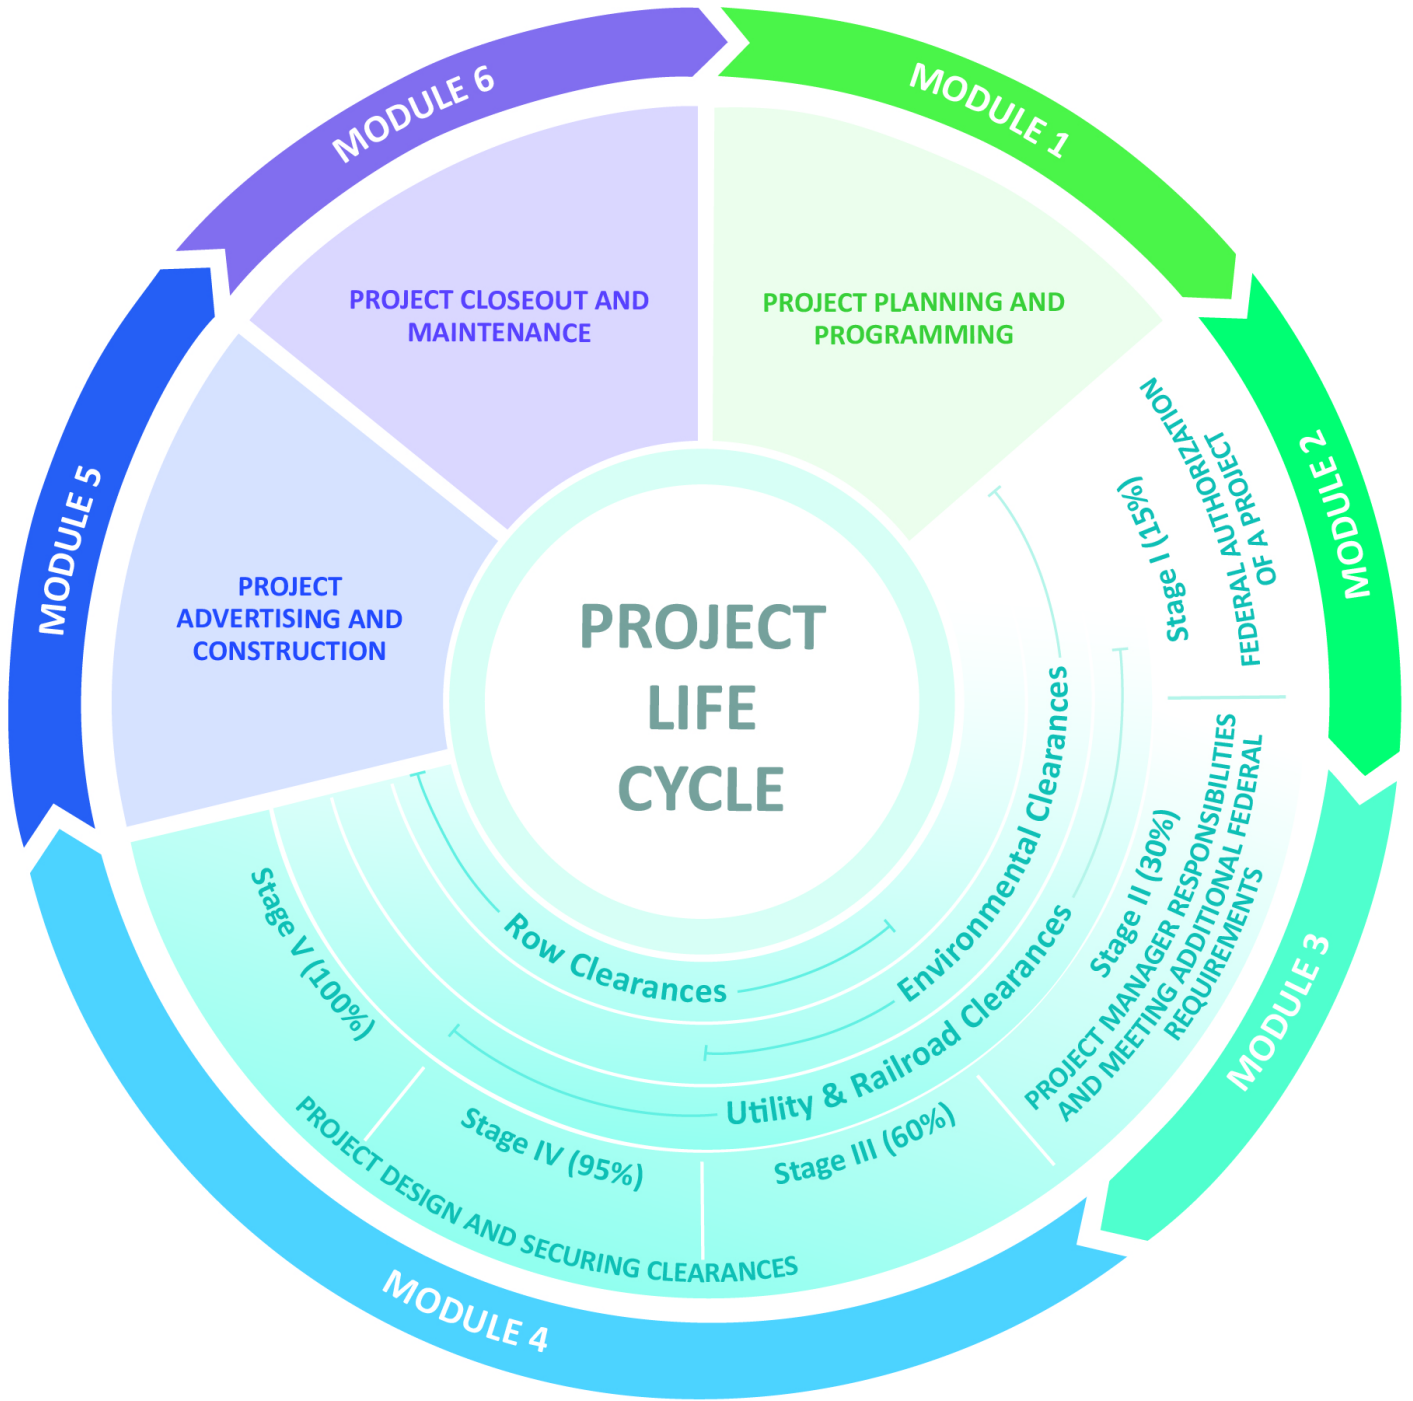 PROJECT
LIFE
CYCLE
MODULE 1
PROJECT PLANNING AND
PROGRAMMING
MODULE 2
FEDERAL AUTHORIZATION
OF A PROJECT
Stage I (15%)
MODULE 3
Stage II (30%)
PROJECT MANAGER RESPONSIBILITIES
AND MEETING ADDITIONAL FEDERAL
REQUIREMENTS
MODULE 4
Stage III (60%)
Stage IV (95%)
Stage V (100%)
PROJECT DESIGN AND SECURING CLEARANCES
Environmental Clearances
Utility & Railroad Clearances
Row Clearances
MODULE 5
PROJECT
ADVERTISING AND
CONSTRUCTION
MODULE 6
PROJECT CLOSEOUT AND
MAINTENANCE